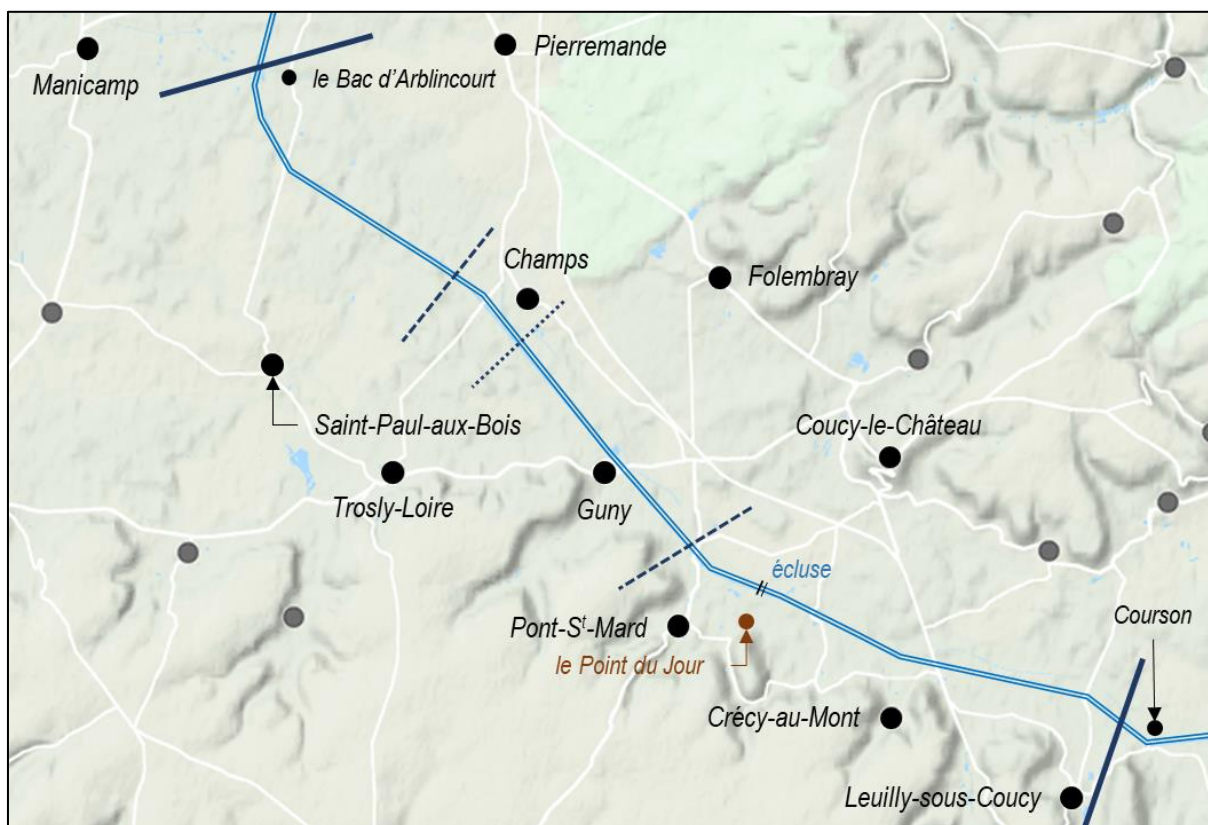 Pierremande
Manicamp
le Bac d'Arblincourt
Champs
Folembray
Saint-Paul-aux-Bois
Coucy-le-Château
Trosly-Loire
Guny
écluse
Pont-Sᵗ-Mard
Courson
le Point du Jour
Crécy-au-Mont
Leuilly-sous-Coucy